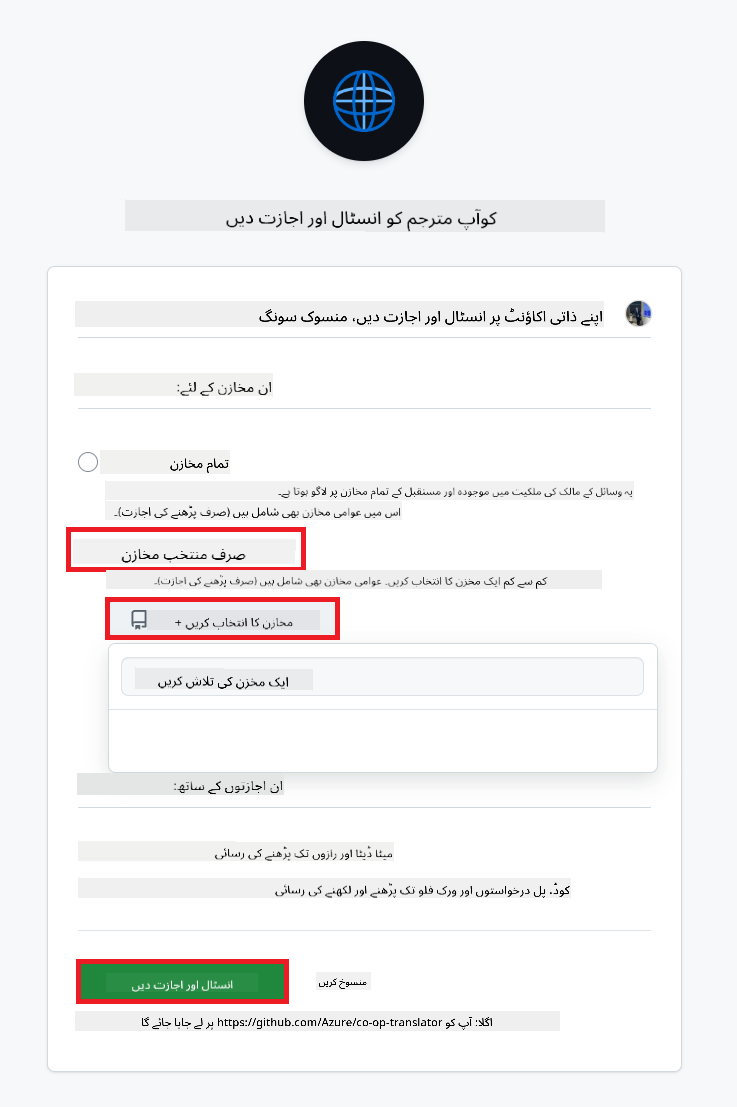 کوآپ مترجم کو انسٹال اور اجازت دیں
اپنے ذاتی اکاؤنٹ پر انسٹال اور اجازت دیں، منسوک سونگ
ان مخازن کے لئے:
تمام مخازن
یہ وسائل کے مالک کی ملکیت میں موجودہ اور مستقبل کے تمام مخازن پر لاگو ہوتا ہے۔
اس میں عوامی مخازن بھی شامل ہیں (صرف پڑھنے کی اجازت)۔
صرف منتخب مخازن
کم سے کم ایک مخزن کا انتخاب کریں۔ عوامی مخازن بھی شامل ہیں (صرف پڑھنے کی اجازت)۔
مخازن کا انتخاب کریں +
ایک مخزن کی تلاش کریں
ان اجازتوں کے ساتھ:
میٹا ڈیٹا اور رازوں تک پڑھنے کی رسائی
کوڈ، پل درخواستوں اور ورک فلو تک پڑھنے اور لکھنے کی رسائی
انسٹال اور اجازت دیں
منسوخ کریں
اگلا: آپ کو https://github.com/Azure/co-op-translator پر لے جایا جائے گا